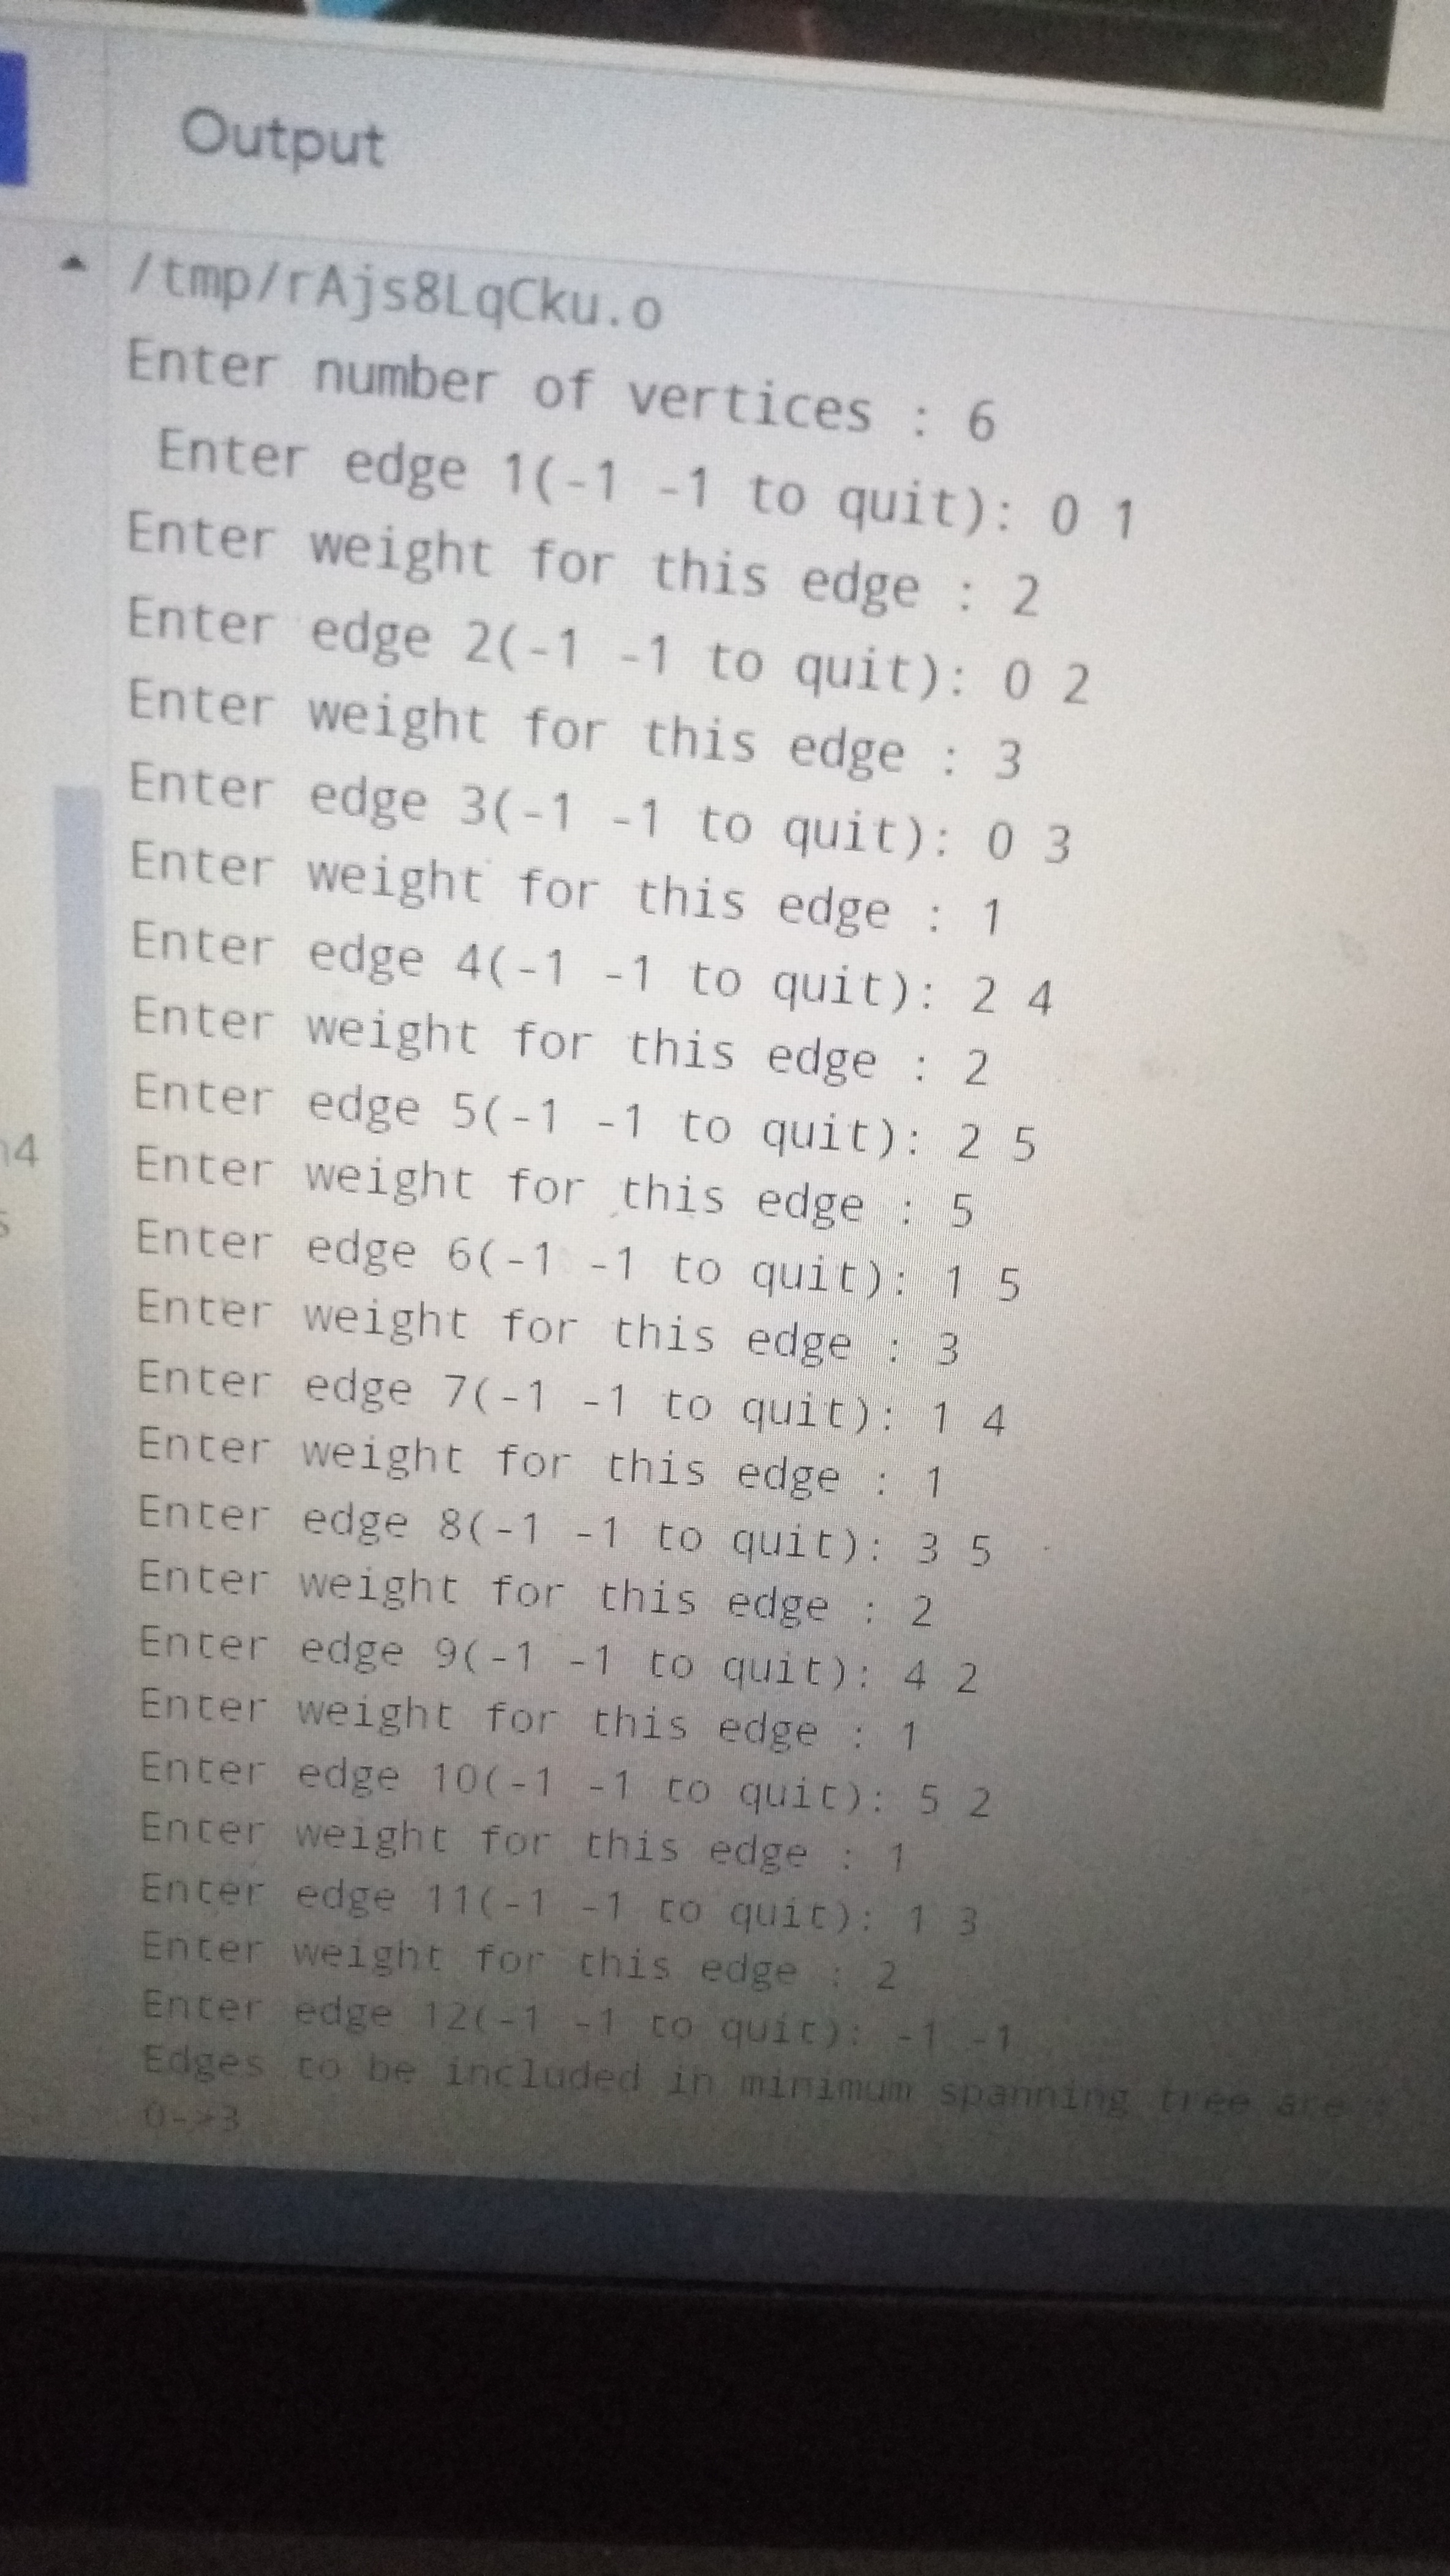 Output
/tmp/rAjs8LqCku.o
Enter number of vertices : 6
Enter edge 1(-1 -1 to quit): 0 1
Enter weight for this edge : 2
Enter edge 2(-1 -1 to quit): 0 2
Enter weight for this edge : 3
Enter edge 3(-1 -1 to quit): 0 3
Enter weight for this edge : 1
Enter edge 4(-1 -1 to quit): 2 4
Enter weight for this edge : 2
Enter edge 5(-1 -1 to quit): 2 5
Enter weight for this edge : 5
Enter edge 6(-1 -1 to quit): 1 5
Enter weight for this edge : 3
Enter edge 7(-1 -1 to quit): 1 4
Enter weight for this edge : 1
Enter edge 8(-1 -1 to quit): 3 5
Enter weight for this edge : 2
Enter edge 9(-1 -1 to quit): 4 2
Enter weight for this edge : 1
Enter edge 10(-1 -1 to quit): 5 2
Enter weight for this edge : 1
Enter edge 11(-1 -1 to quit): 1 3
Enter weight for this edge : 2
Enter edge 12(-1 -1 to quit): -1 -1
Edges to be included in minimum spanning tree are :
0->3